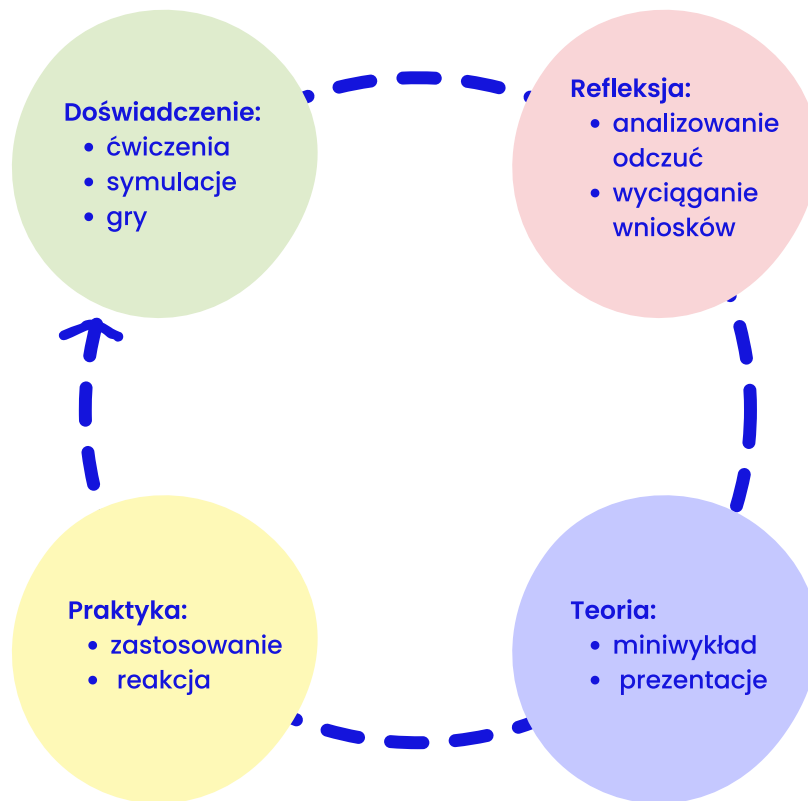 Doświadczenie:
• ćwiczenia
• symulacje
• gry
Refleksja:
• analizowanie
odczuć
• wyciąganie
wniosków
Teoria:
• miniwykład
• prezentacje
Praktyka:
• zastosowanie
• reakcja